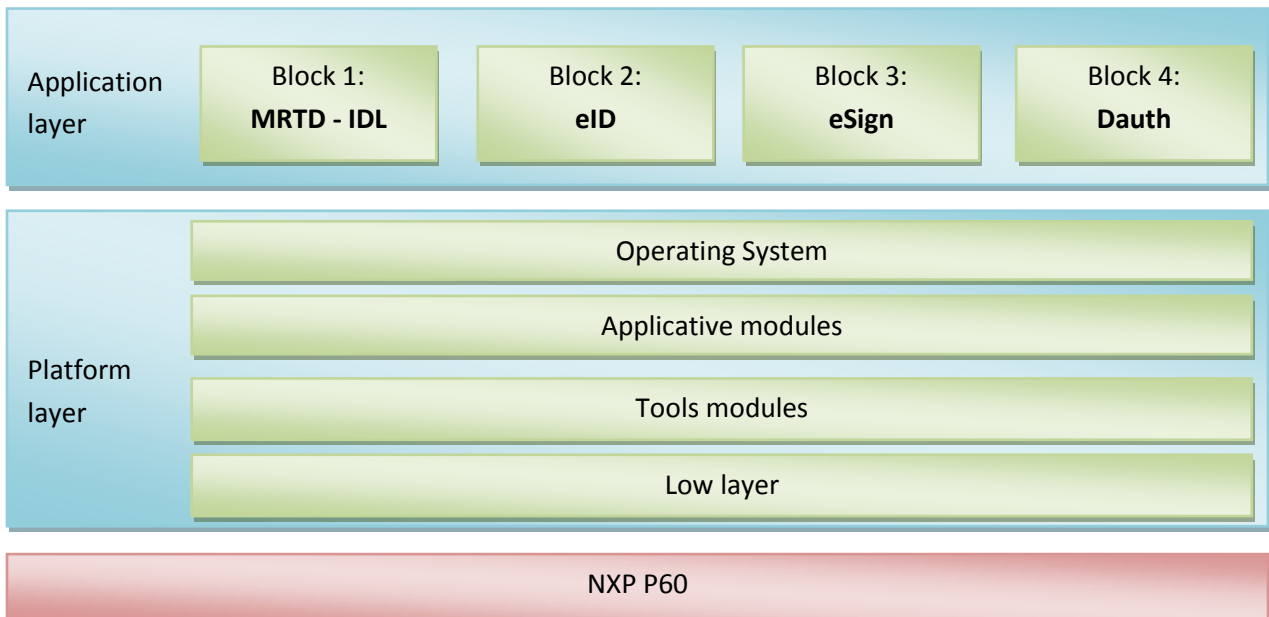 Application
layer
Block 1:
MRTD - IDL
Block 2:
eID
Block 3:
eSign
Block 4:
Dauth
Platform
layer
Operating System
Applicative modules
Tools modules
Low layer
NXP P60